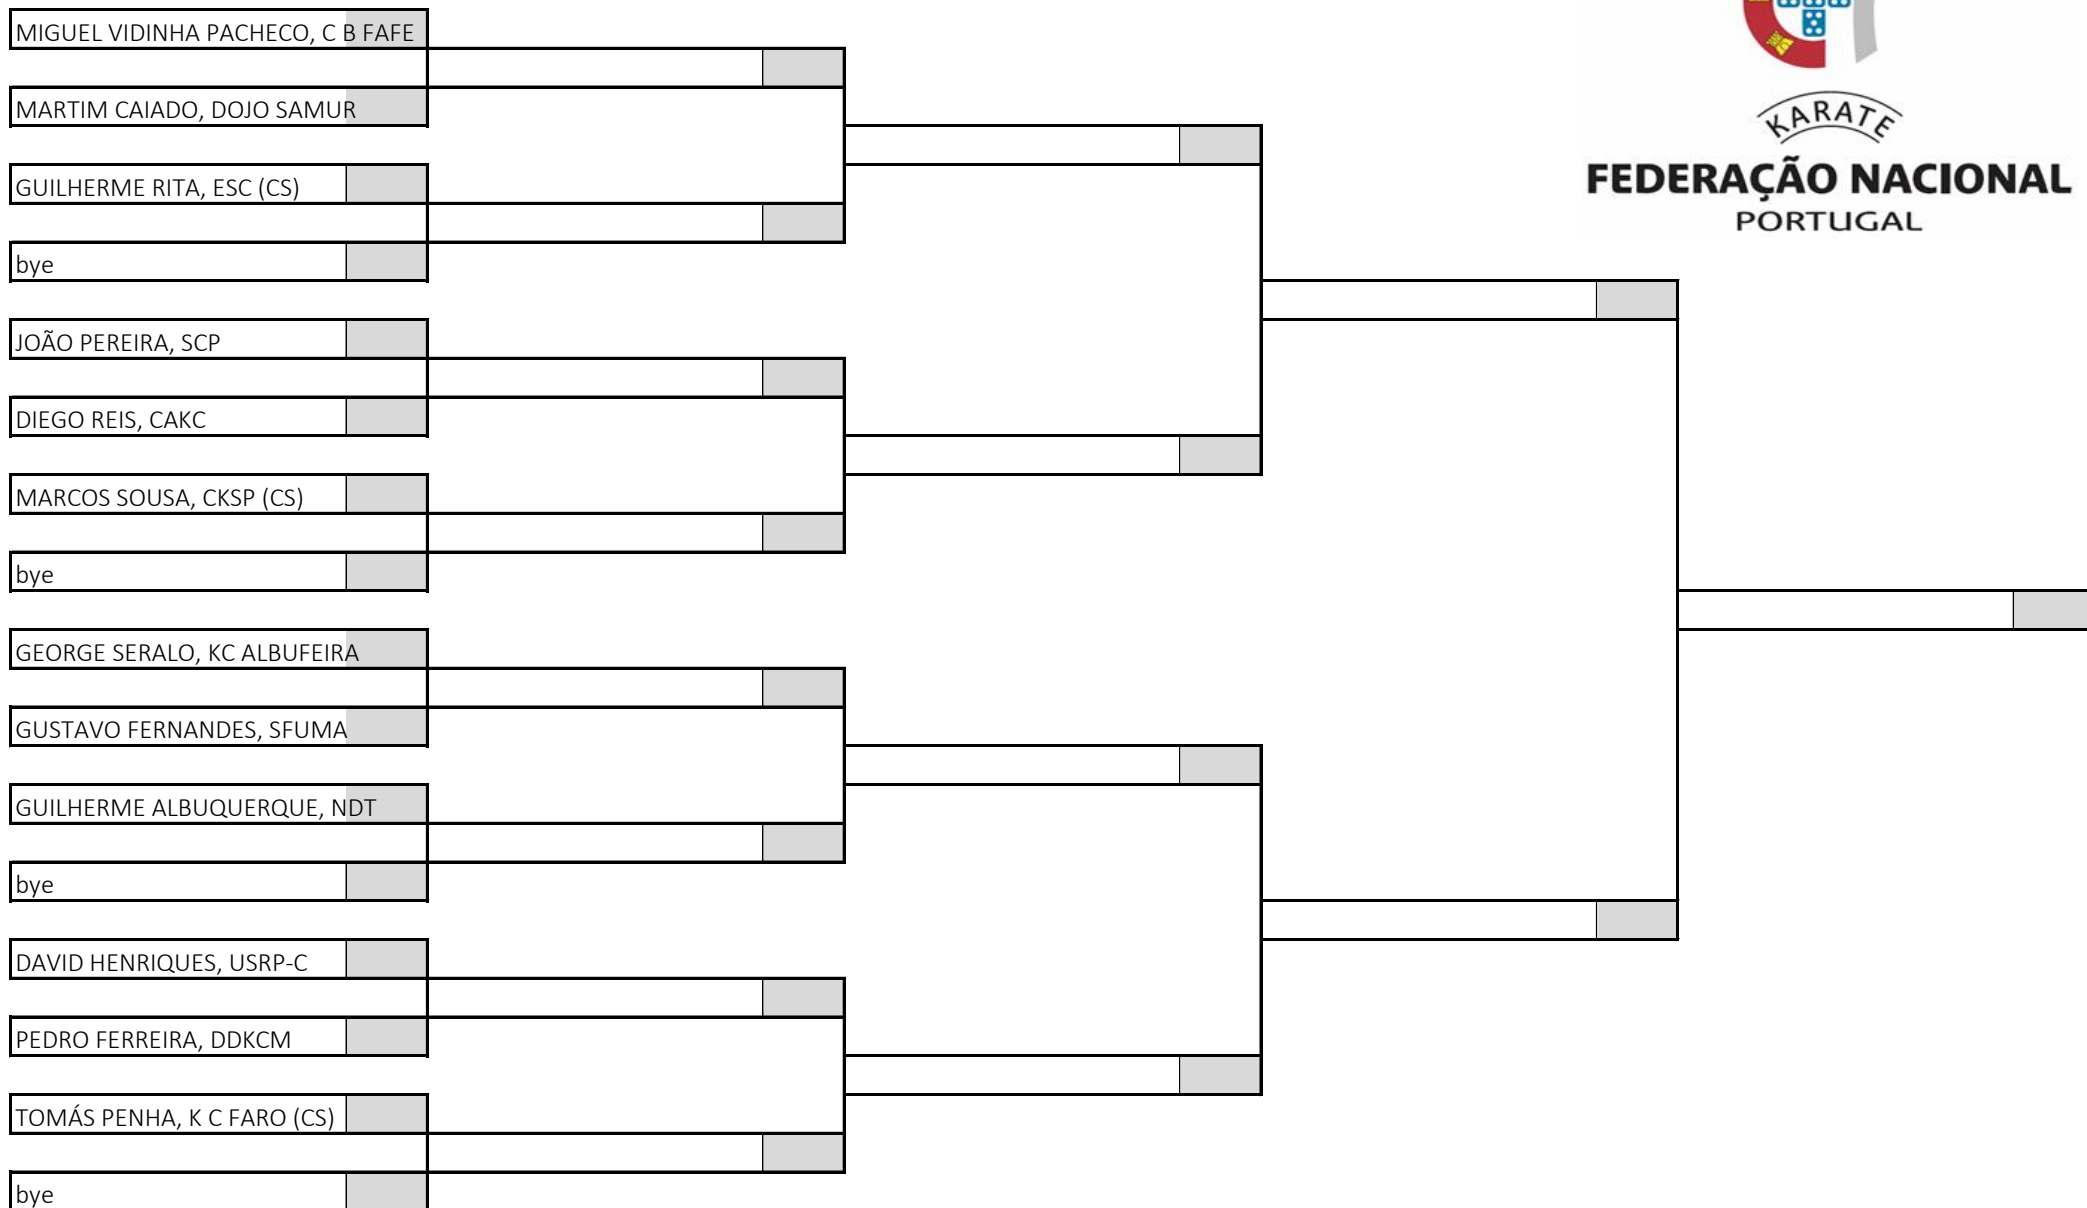 MIGUEL VIDINHA PACHECO, C B FAFE
MARTIM CAIADO, DOJO SAMUR
GUILHERME RITA, ESC (CS)
bye
JOÃO PEREIRA, SCP
DIEGO REIS, CAKC
MARCOS SOUSA, CKSP (CS)
bye
GEORGE SERALO, KC ALBUFEIRA
GUSTAVO FERNANDES, SFUMA
GUILHERME ALBUQUERQUE, NDT
bye
DAVID HENRIQUES, USRP-C
PEDRO FERREIRA, DDKCM
TOMÁS PENHA, K C FARO (CS)
bye
KARATE
FEDERAÇÃO NACIONAL
PORTUGAL